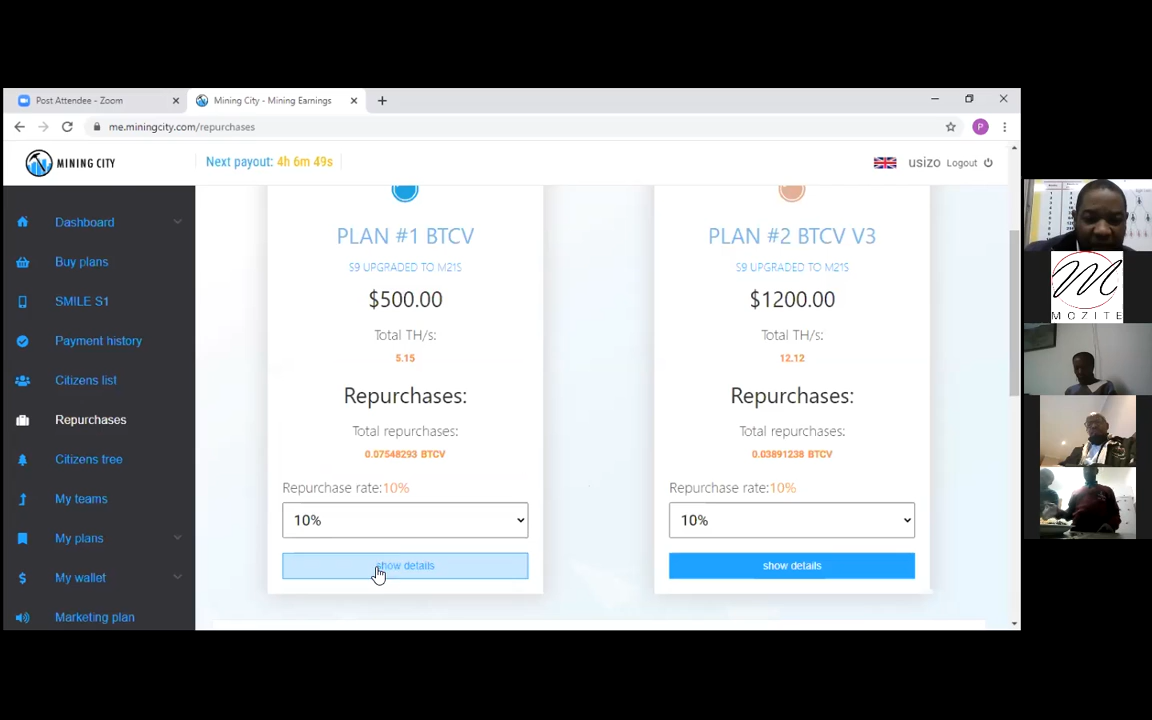 Post Attendee - Zoom
Mining City - Mining Earnings
me.miningcity.com/repurchases
P
MINING CITY
Next payout: 4h 6m 49s
usizo Logout
Dashboard
Buy plans
SMILE S1
Payment history
Citizens list
Repurchases
Citizens tree
My teams
My plans
My wallet
Marketing plan
PLAN #1 BTCV
S9 UPGRADED TO M21S
$500.00
Total TH/s:
5.15
Repurchases:
Total repurchases:
0.07548293 BTCV
Repurchase rate:10%
10%
show details
PLAN #2 BTCV V3
S9 UPGRADED TO M21S
$1200.00
Total TH/s:
12.12
Repurchases:
Total repurchases:
0.03891238 BTCV
Repurchase rate:10%
10%
show details
M
MOZITE